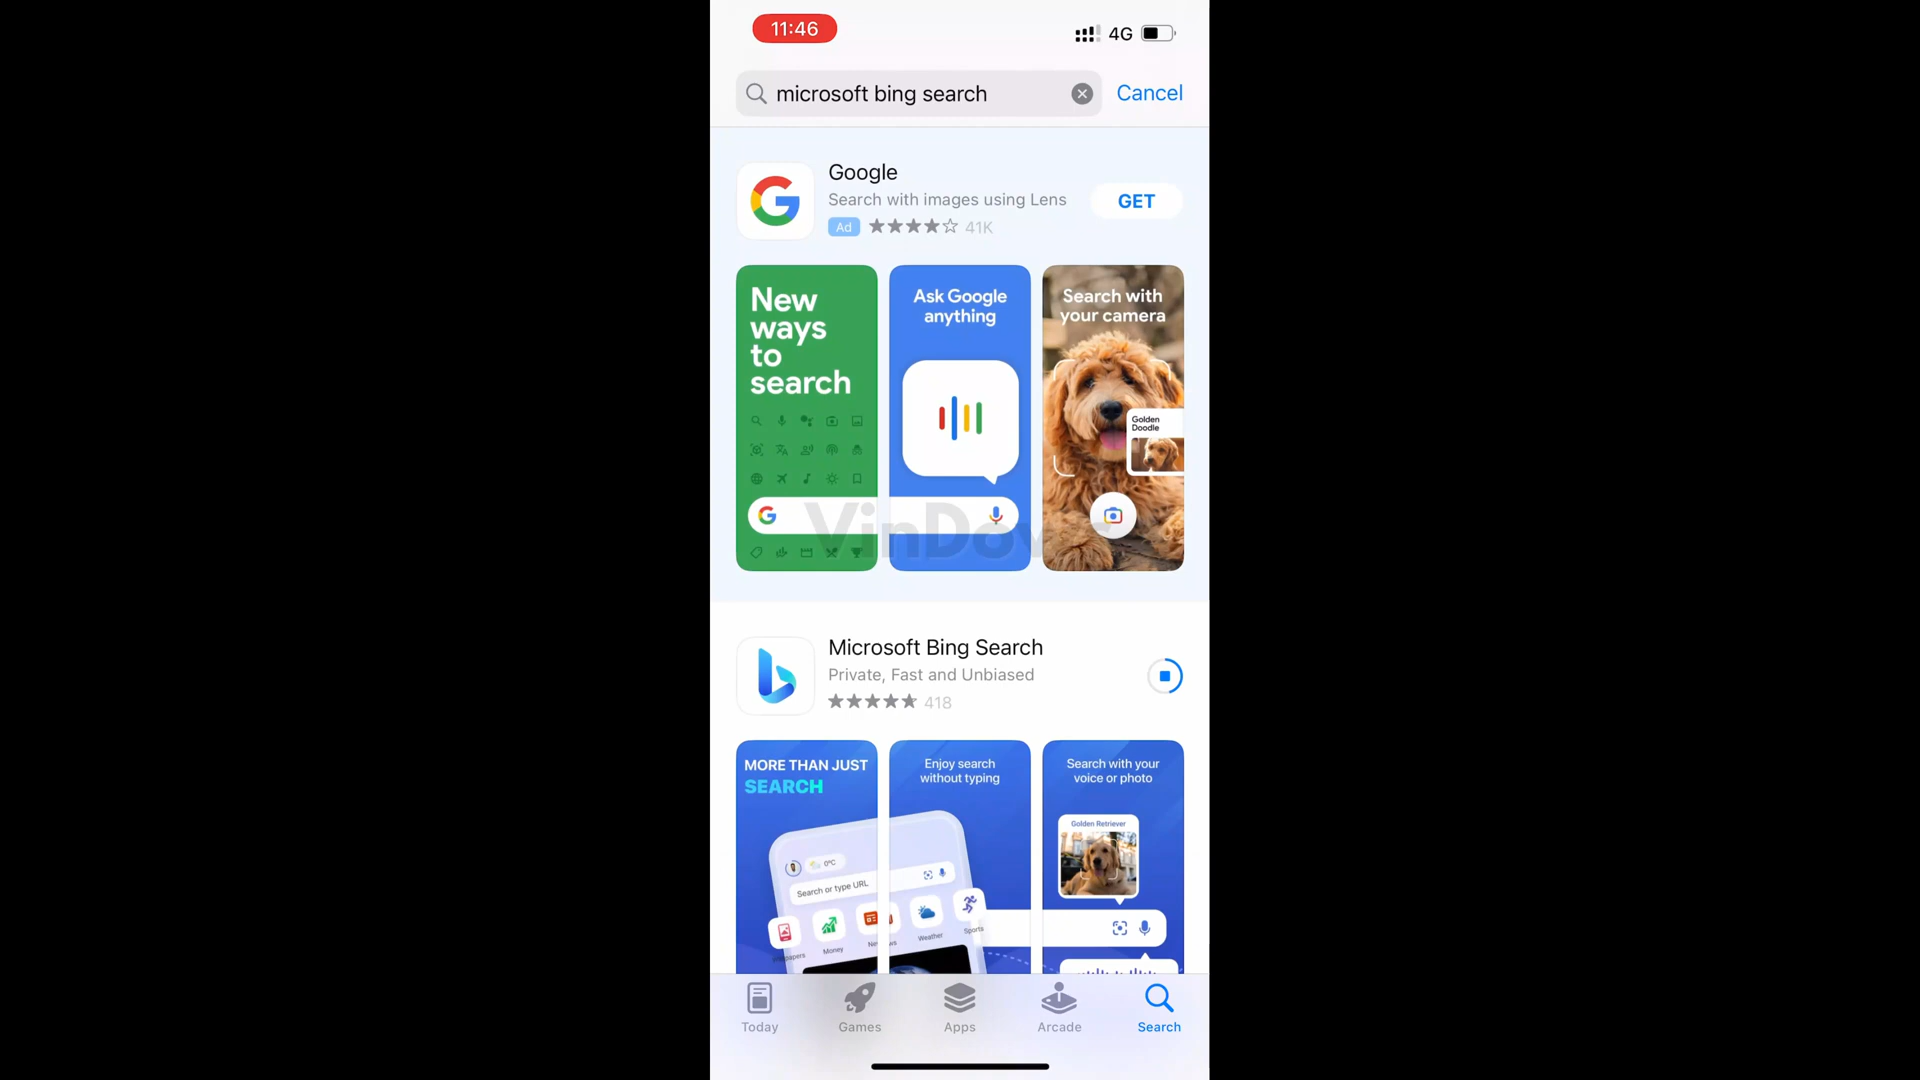 11:46
4G
microsoft bing search
Cancel
Google
Search with images using Lens
GET
Ad
41K
New
ways
to
search
Ask Google
anything
Search with
your camera
Golden
Doodle
VinDov
Microsoft Bing Search
Private, Fast and Unbiased
418
MORE THAN JUST
SEARCH
Enjoy search
without typing
Search with your
voice or photo
Golden Retriever
0°C
Search or type URL
Money
Weather
Sports
Today
Games
Apps
Arcade
Search